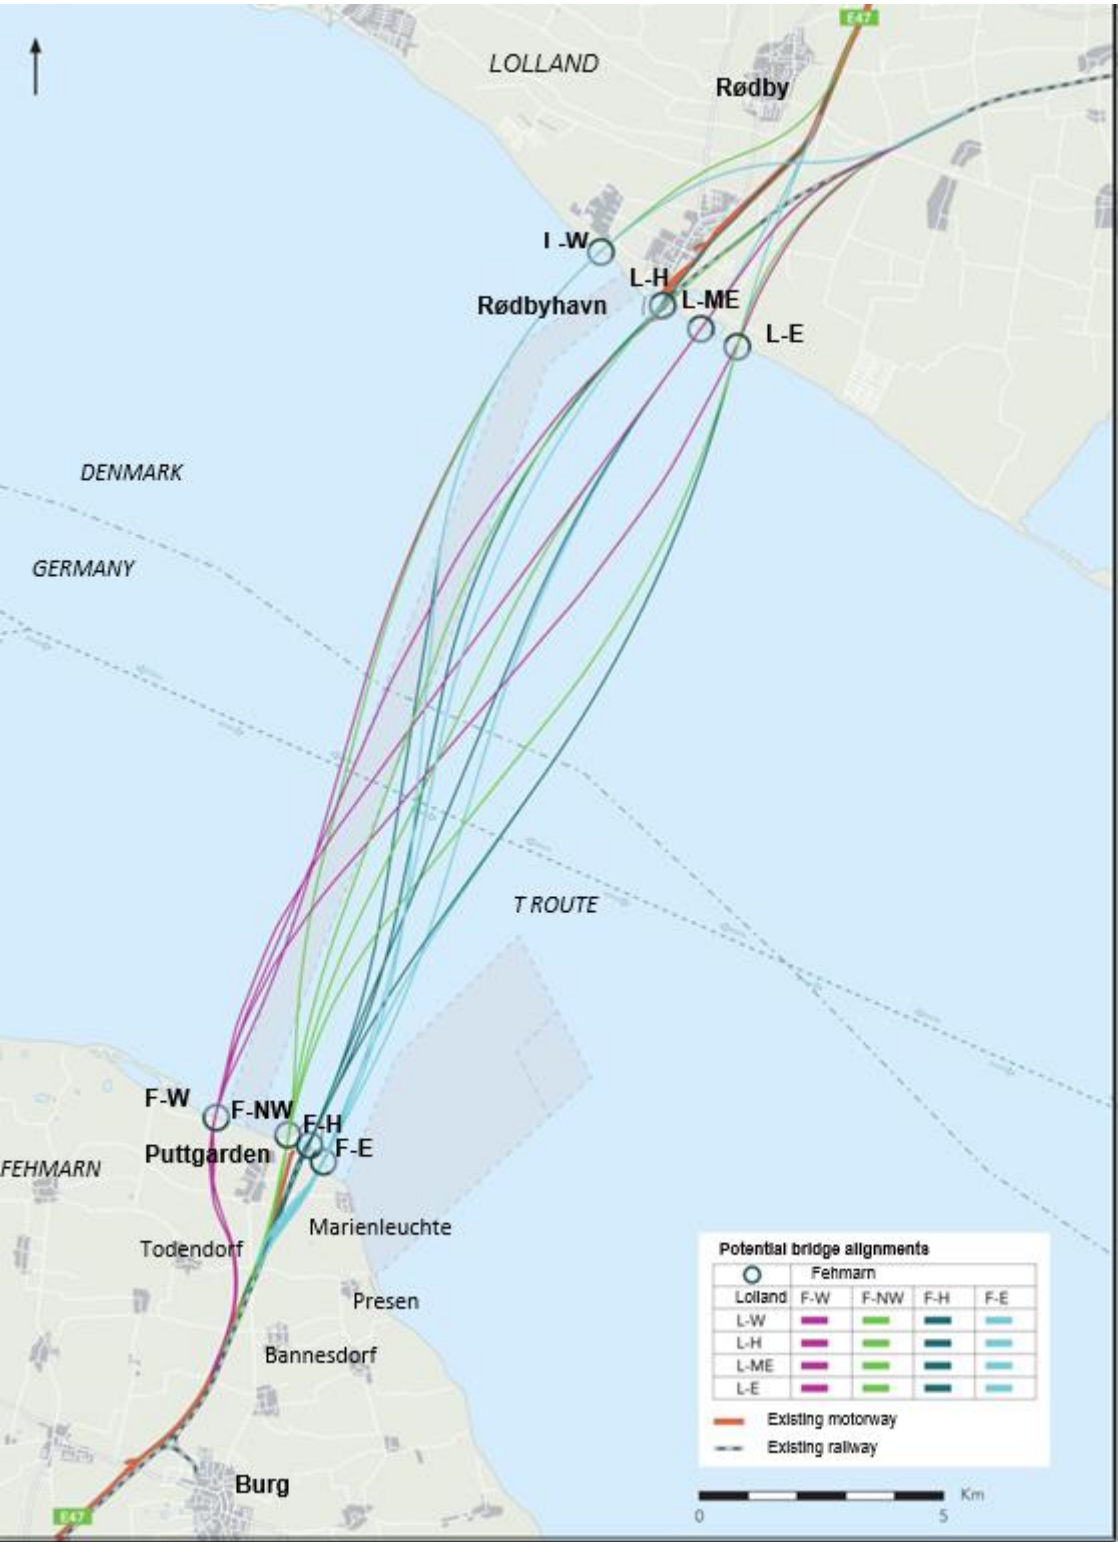 E47
LOLLAND
Rødby
I -W
L-H
L-ME
Rødbyhavn
L-E
DENMARK
GERMANY
T ROUTE
F-W
F-NW
F-H
Puttgarden
F-E
FEHMARN
Marienleuchte
Todendorf
Presen
Bannesdorf
Burg
E47
Potential bridge alignments
Fehmarn
Lolland F-W F-NW F-H F-E
L-W
L-H
L-ME
L-E
Existing motorway
Existing railway
Km
0 5